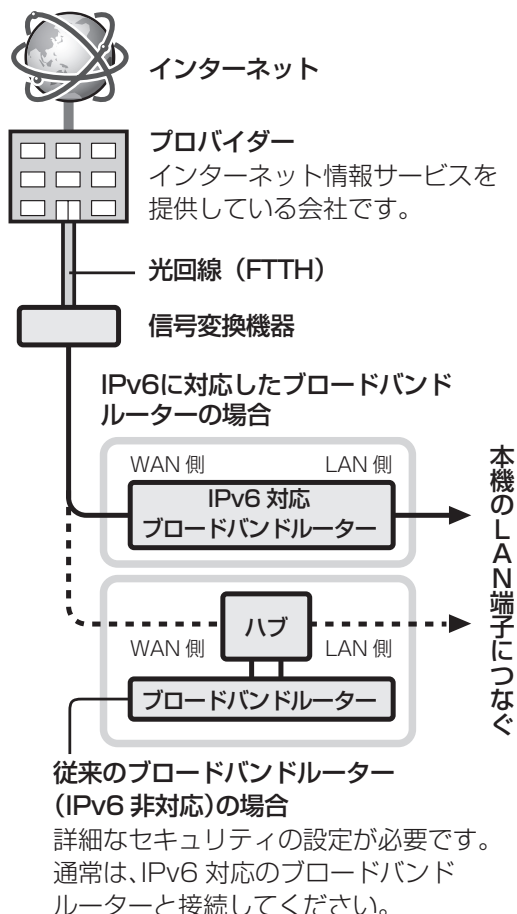 インターネット
プロバイダー
インターネット情報サービスを
提供している会社です。
光回線（FTTH）
信号変換機器
IPv6に対応したブロードバンド
ルーターの場合
WAN 側
LAN 側
IPv6 対応
ブロードバンドルーター
本機のLAN端子につなぐ
ハブ
WAN 側
LAN 側
ブロードバンドルーター
従来のブロードバンドルーター
（IPv6 非対応）の場合
詳細なセキュリティの設定が必要です。
通常は、IPv6 対応のブロードバンド
ルーターと接続してください。